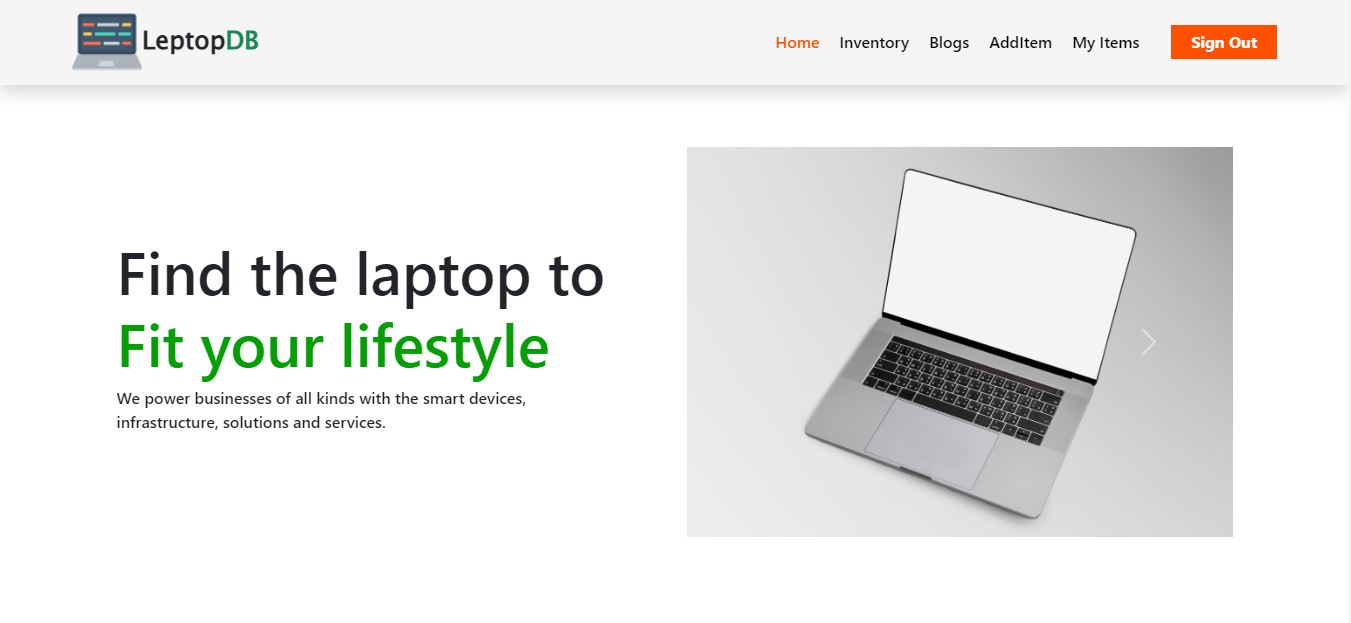 LeptopDB
Home Inventory Blogs AddItem My Items Sign Out
Find the laptop to
Fit your lifestyle
We power businesses of all kinds with the smart devices,
infrastructure, solutions and services.